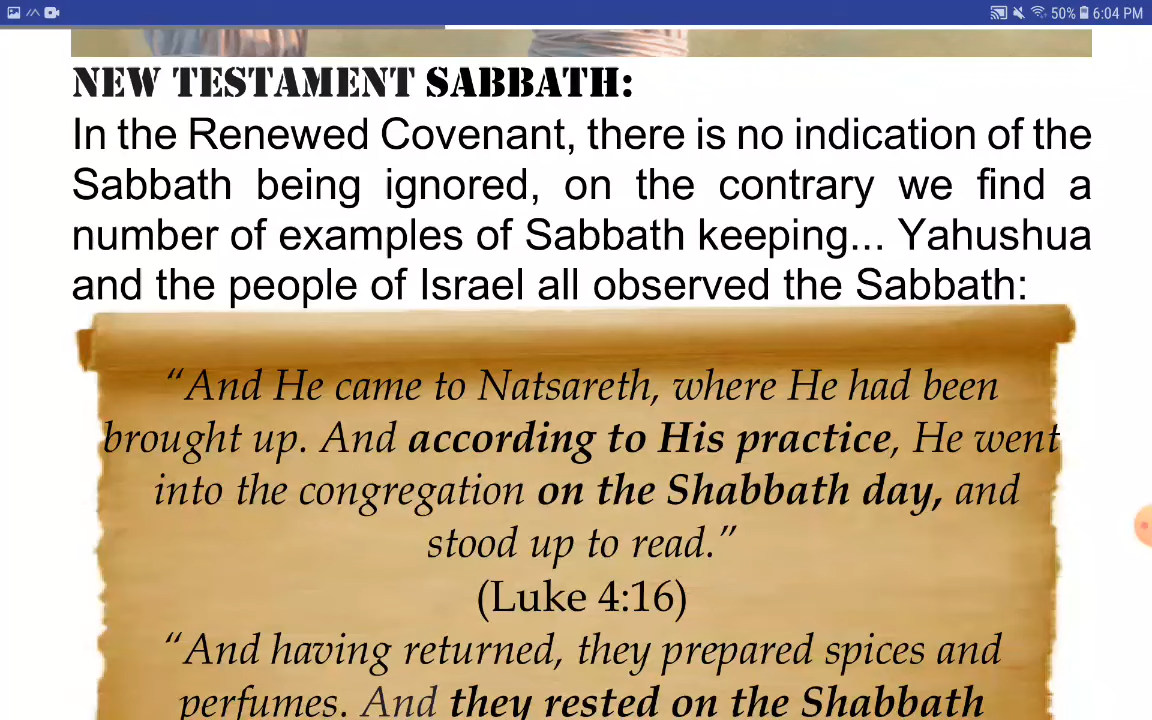 50% 6:04 PM
NEW TESTAMENT SABBATH:
In the Renewed Covenant, there is no indication of the
Sabbath being ignored, on the contrary we find a
number of examples of Sabbath keeping... Yahushua
and the people of Israel all observed the Sabbath:
“And He came to Natsareth, where He had been
brought up. And according to His practice, He went
into the congregation on the Shabbath day, and
stood up to read.”
(Luke 4:16)
“And having returned, they prepared spices and
perfumes. And they rested on the Shabbath